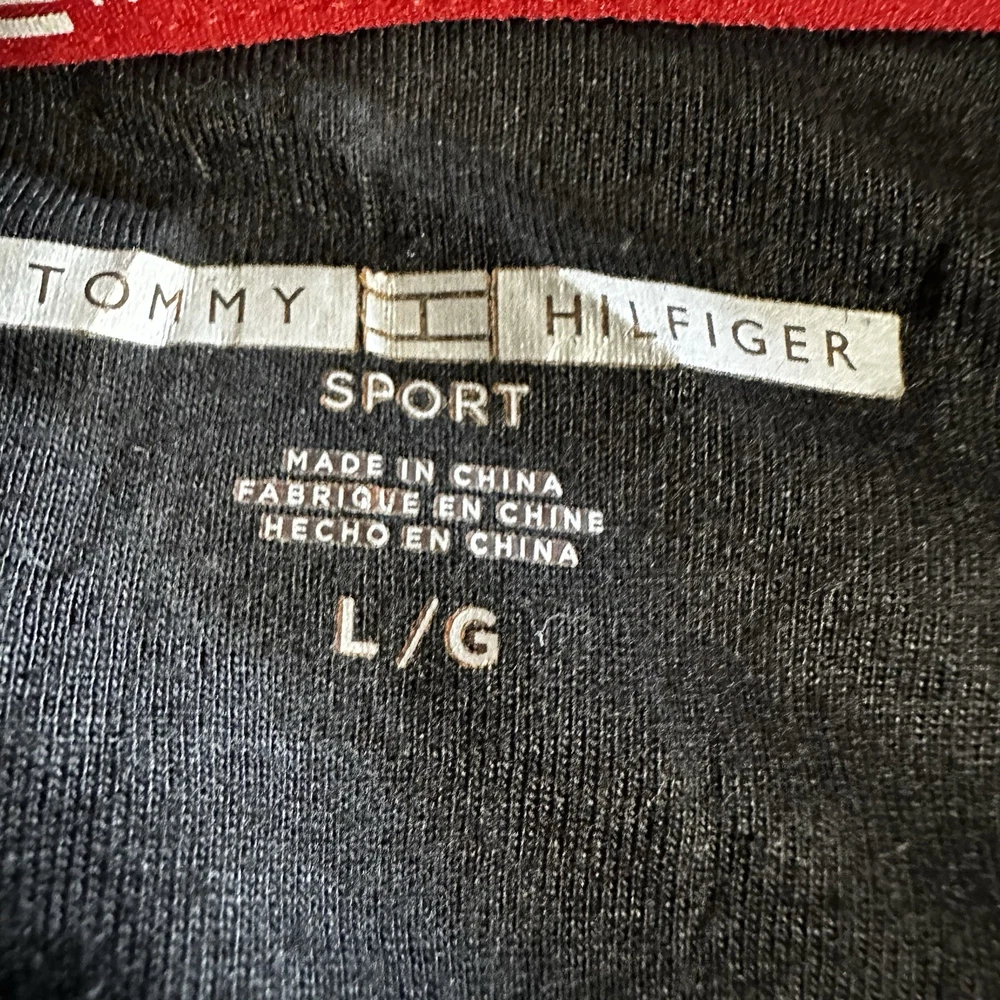 TOMMY HILFIGER
SPORT
MADE IN CHINA
FABRIQUE EN CHINE
HECHO EN CHINA
L/G